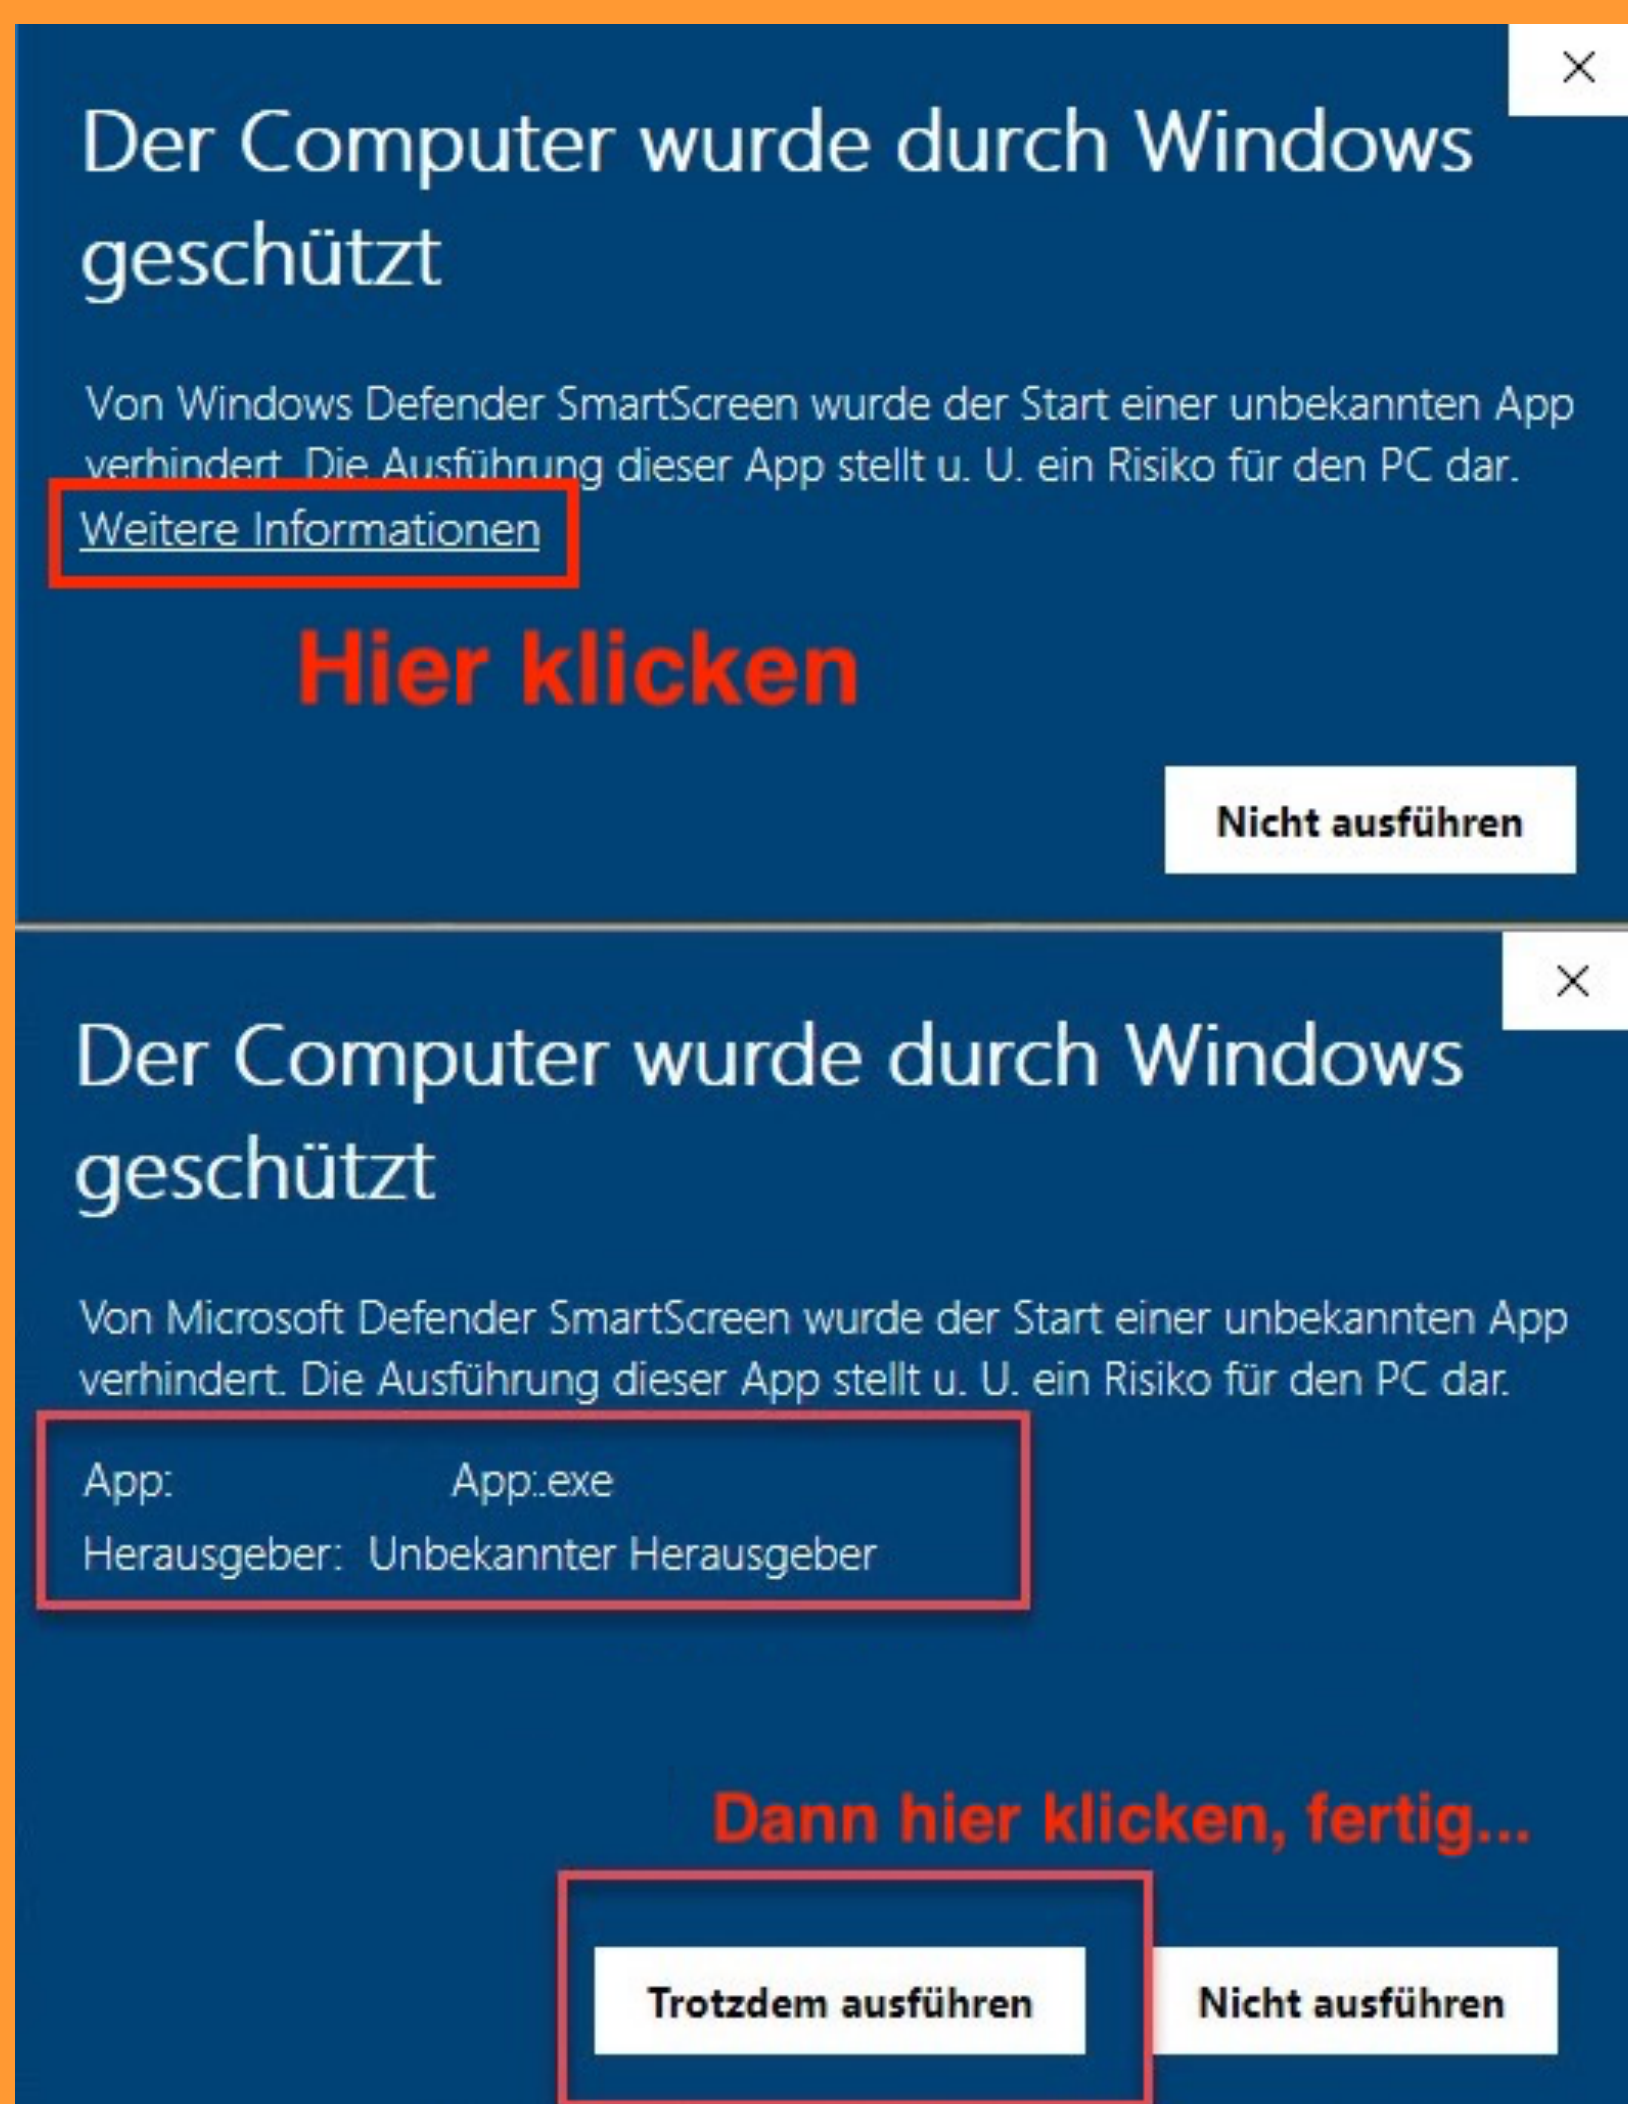 Der Computer wurde durch Windows
geschützt
Von Windows Defender SmartScreen wurde der Start einer unbekannten App
verhindert. Die Ausführung dieser App stellt u. U. ein Risiko für den PC dar.
Weitere Informationen
Hier klicken
Nicht ausführen
Der Computer wurde durch Windows
geschützt
Von Microsoft Defender SmartScreen wurde der Start einer unbekannten App
verhindert. Die Ausführung dieser App stellt u. U. ein Risiko für den PC dar.
App: App:.exe
Herausgeber: Unbekannter Herausgeber
Dann hier klicken, fertig...
Trotzdem ausführen Nicht ausführen